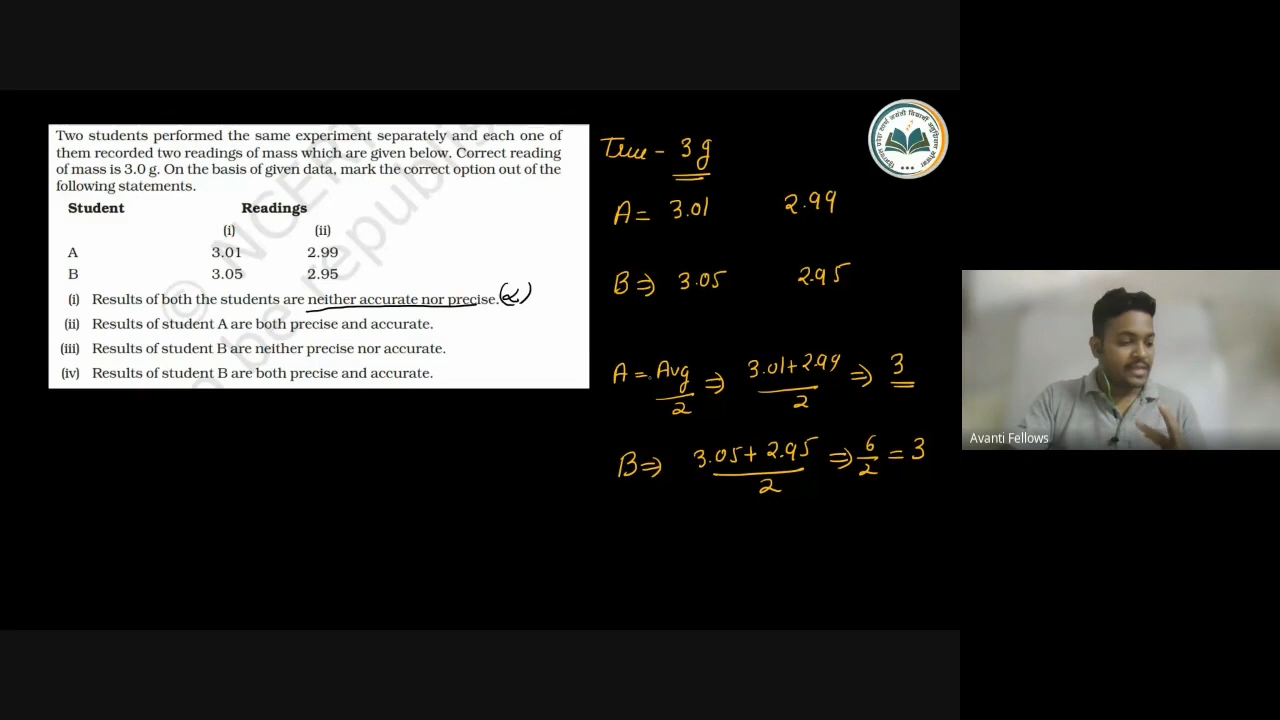 Two students performed the same experiment separately and each one of
them recorded two readings of mass which are given below. Correct reading
of mass is 3.0 g. On the basis of given data, mark the correct option out of the
following statements.
Student Readings
(i) (ii)
A 3.01 2.99
B 3.05 2.95
(i) Results of both the students are neither accurate nor precise.
(ii) Results of student A are both precise and accurate.
(iii) Results of student B are neither precise nor accurate.
(iv) Results of student B are both precise and accurate.
© NCERT
be republis
True - 3 g
A = 3.01 2.99
B ⇒ 3.05 2.95
A = Avg/2 ⇒ (3.01+2.99)/2 ⇒ 3
B ⇒ (3.05 + 2.95)/2 ⇒ 6/2 = 3
Avanti Fellows